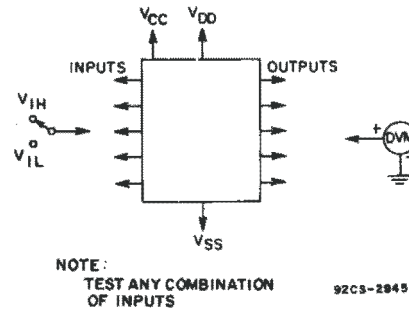 VCC VDD
INPUTS OUTPUTS
VIH
VIL
+
DVM
-
VSS
NOTE:
TEST ANY COMBINATION
OF INPUTS
92CS-2845